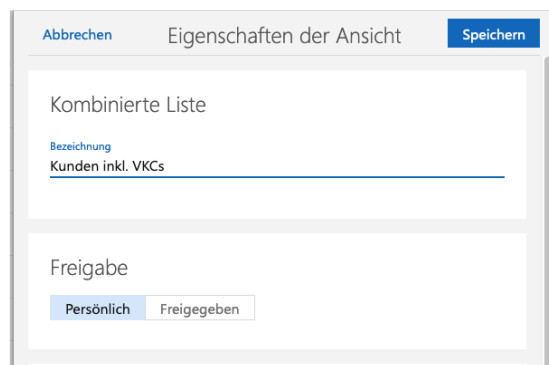 Abbrechen Eigenschaften der Ansicht Speichern
Kombinierte Liste
Bezeichnung
Kunden inkl. VKCs
Freigabe
Persönlich Freigegeben